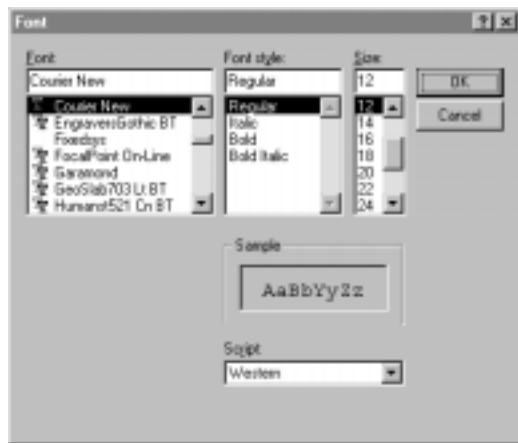 Font
Font:
Courier New
Courier New
EngraversGothic BT
Fixedsys
FocalPoint On-Line
Garamond
GeoSlab703 Lt BT
Humanst521 Cn BT
Font style:
Regular
Regular
Italic
Bold
Bold Italic
Size:
12
12
14
16
18
20
22
24
OK
Cancel
Sample
AaBbYyZz
Script
Western